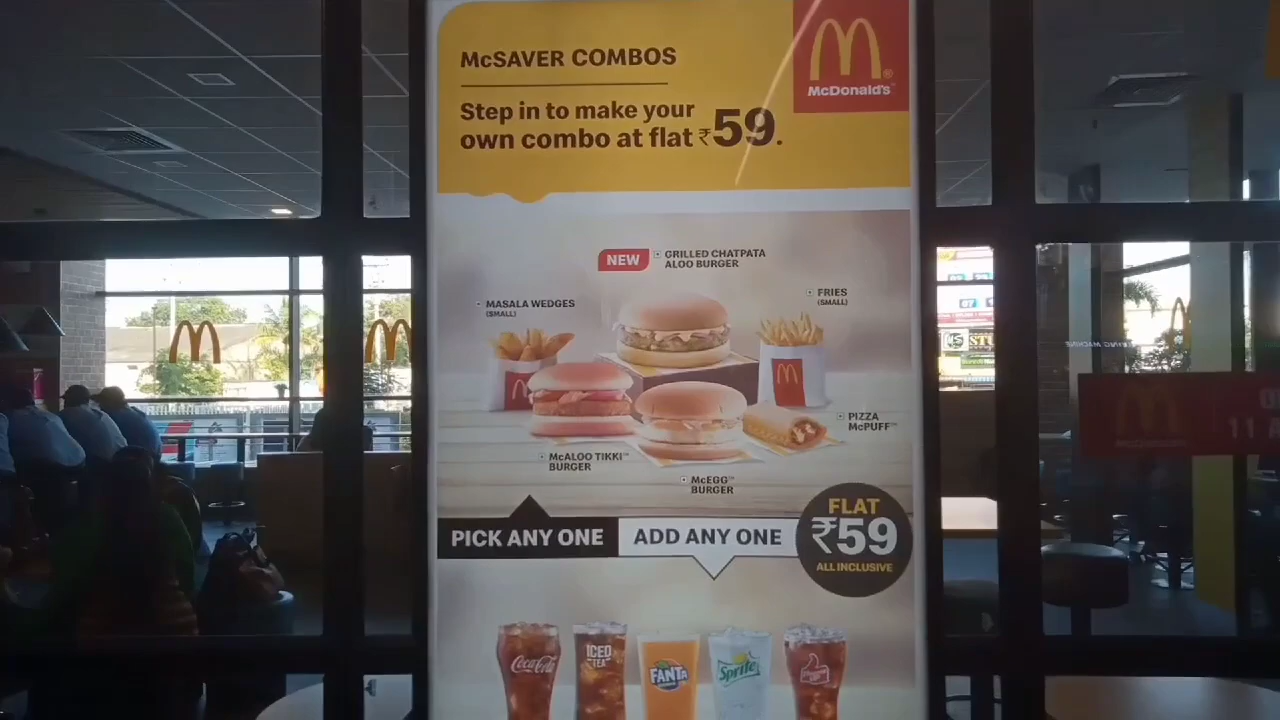 McSAVER COMBOS
McDonald's
Step in to make your
own combo at flat ₹59.
NEW
GRILLED CHATPATA
ALOO BURGER
MASALA WEDGES
(SMALL)
FRIES
(SMALL)
PIZZA
McPUFF™
McALOO TIKKI™
BURGER
McEGG™
BURGER
PICK ANY ONE
ADD ANY ONE
FLAT
₹59
ALL INCLUSIVE
Coca-Cola
ICED
TEA
FANTA
Sprite